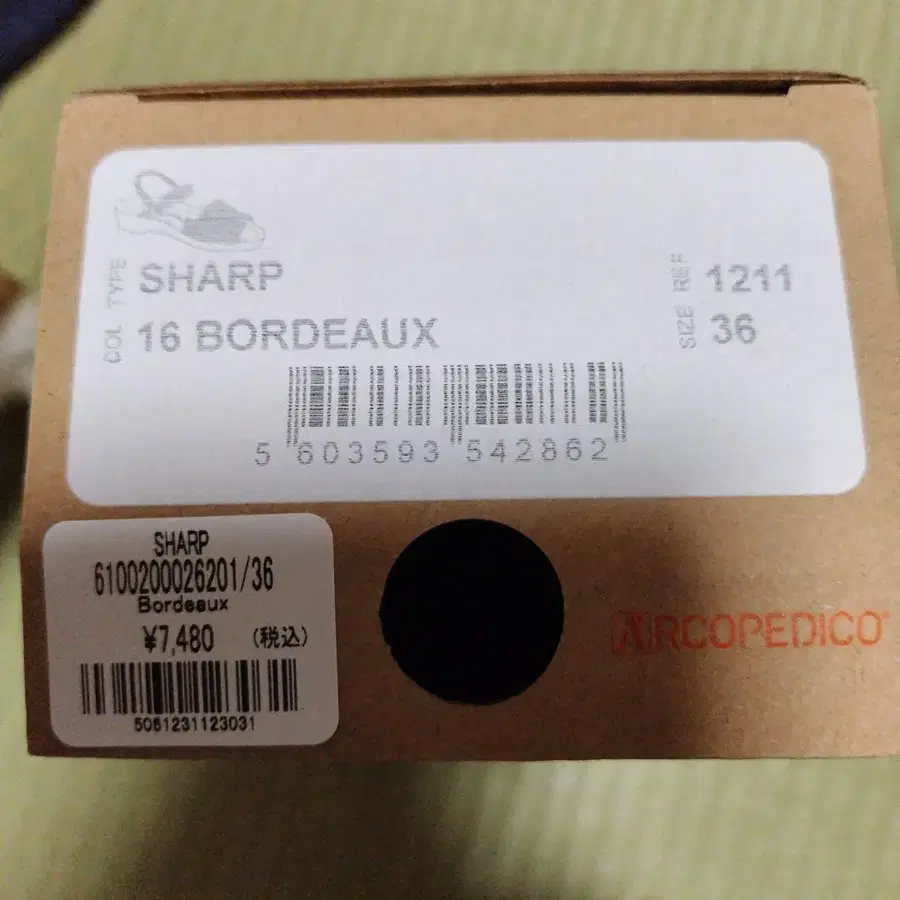 TYPE SHARP
REF 1211
COL 16 BORDEAUX
SIZE 36
5 603593 542862
SHARP
6100200026201/36
Bordeaux
¥7,480 (税込)
5061231123031
ARCOPEDICO